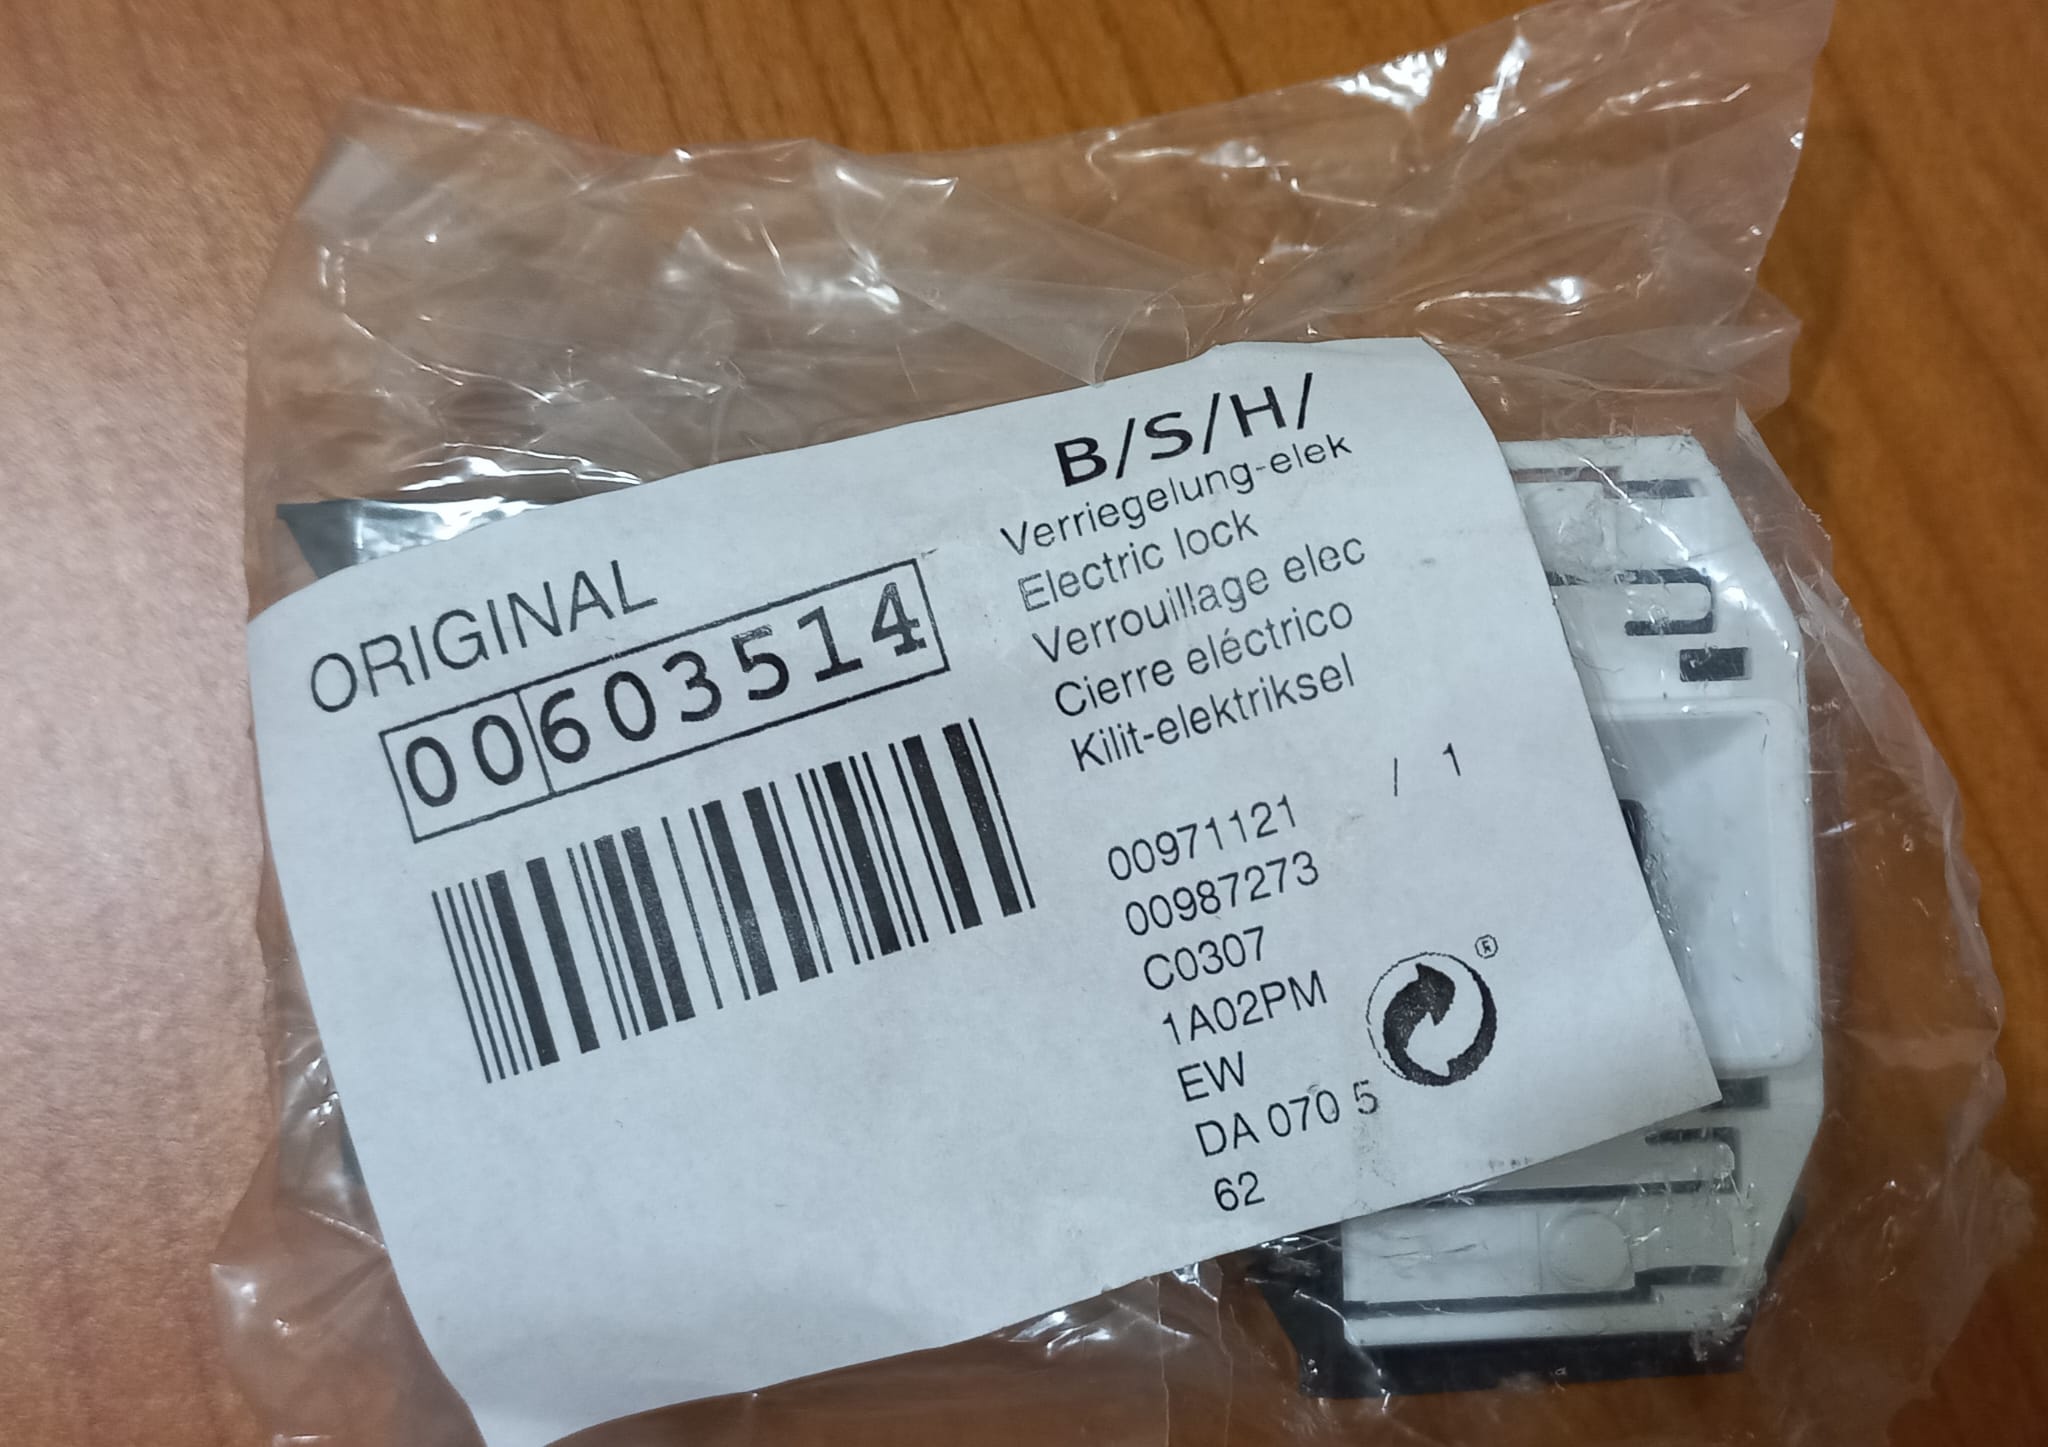 B/S/H/
Verriegelung-elek
Electric lock
Verrouillage elec
Cierre eléctrico
Kilit-elektriksel
ORIGINAL
00603514
/ 1
00971121
00987273
C0307
1A02PM
EW
DA 070 5
62
®